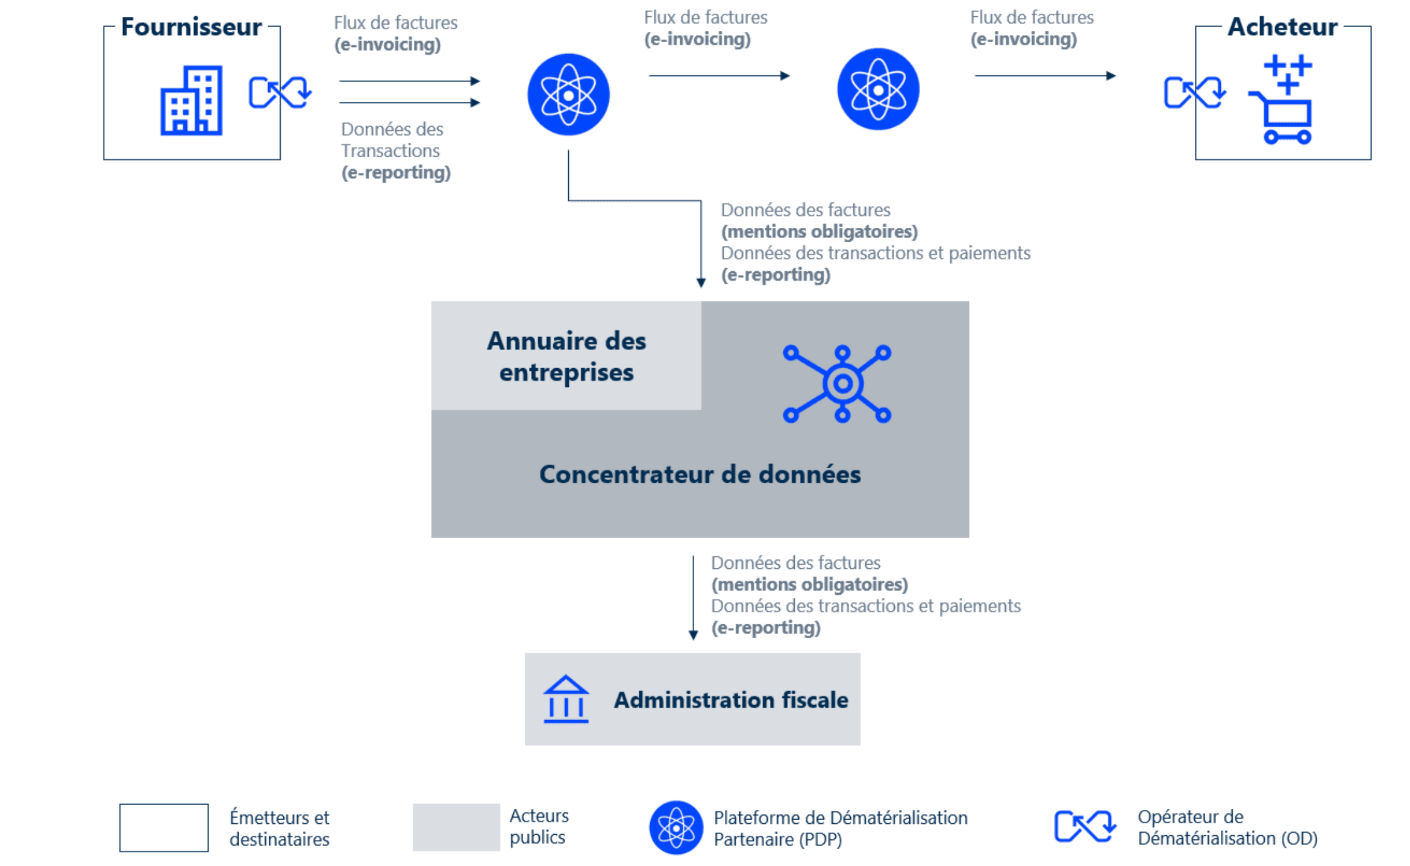 Fournisseur
Flux de factures
(e-invoicing)
Données des
Transactions
(e-reporting)
Flux de factures
(e-invoicing)
Flux de factures
(e-invoicing)
Acheteur
Données des factures
(mentions obligatoires)
Données des transactions et paiements
(e-reporting)
Annuaire des
entreprises
Concentrateur de données
Données des factures
(mentions obligatoires)
Données des transactions et paiements
(e-reporting)
Administration fiscale
Émetteurs et
destinataires
Acteurs
publics
Plateforme de Dématérialisation
Partenaire (PDP)
Opérateur de
Dématérialisation (OD)